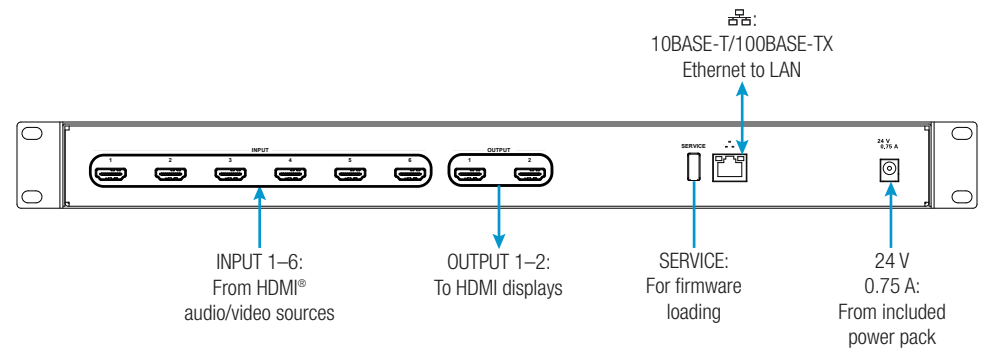 :
10BASE-T/100BASE-TX
Ethernet to LAN
INPUT
1 2 3 4 5 6
OUTPUT
1 2
SERVICE
24 V
0,75 A
INPUT 1–6:
From HDMI®
audio/video sources
OUTPUT 1–2:
To HDMI displays
SERVICE:
For firmware
loading
24 V
0.75 A:
From included
power pack